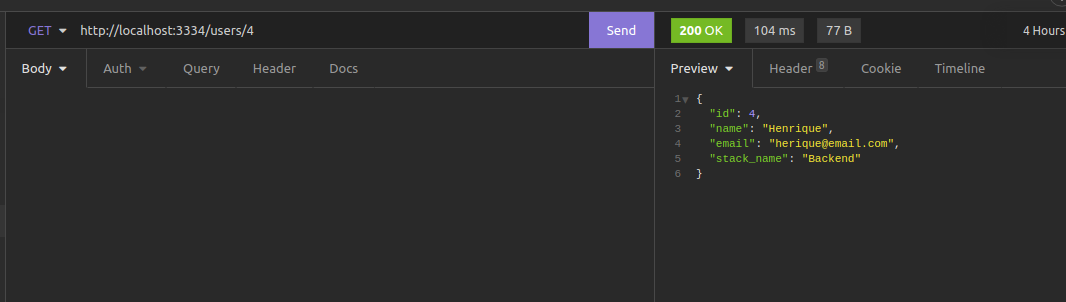 GET http://localhost:3334/users/4 Send 200 OK 104 ms 77 B 4 Hours
Body Auth Query Header Docs Preview Header 8 Cookie Timeline
1 {
2 "id": 4,
3 "name": "Henrique",
4 "email": "herique@email.com",
5 "stack_name": "Backend"
6 }